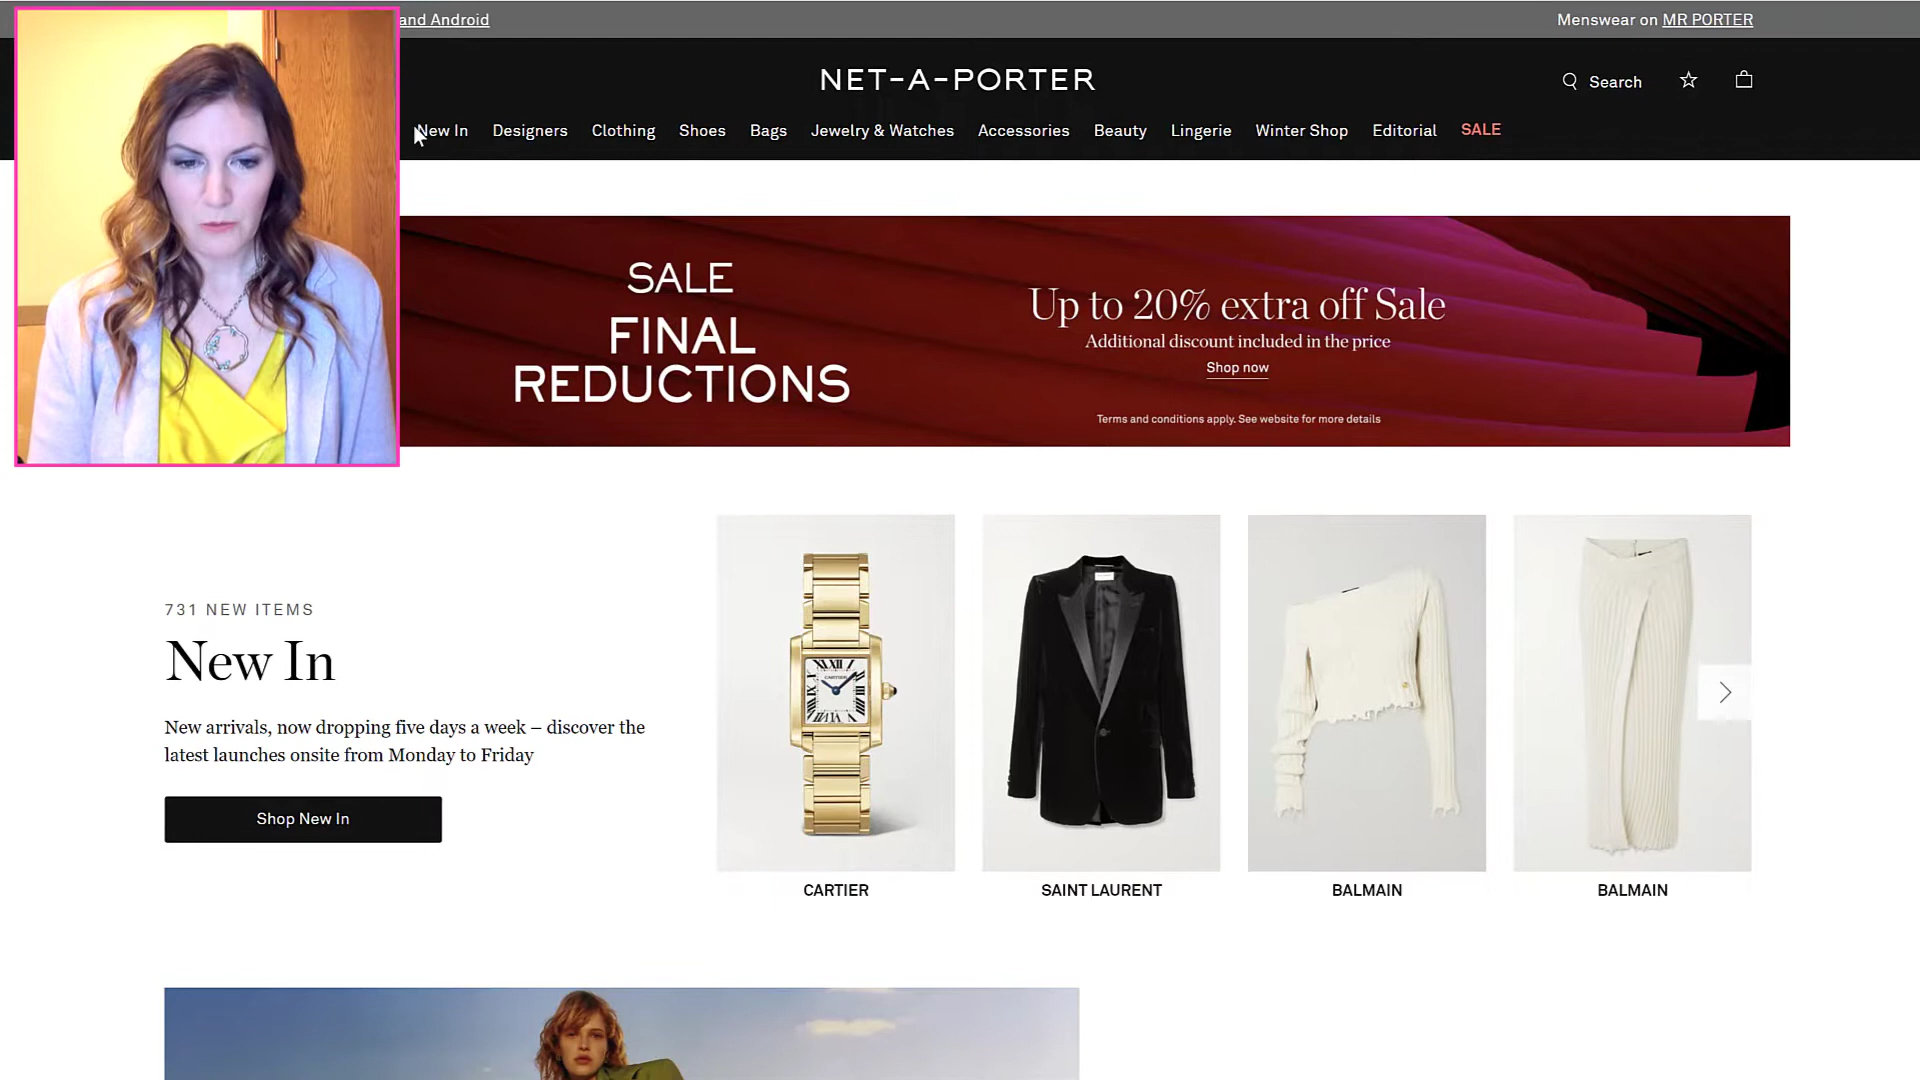 and Android
Menswear on MR PORTER
NET-A-PORTER
Search
New In Designers Clothing Shoes Bags Jewelry & Watches Accessories Beauty Lingerie Winter Shop Editorial SALE
SALE
FINAL
REDUCTIONS
Up to 20% extra off Sale
Additional discount included in the price
Shop now
Terms and conditions apply. See website for more details
731 NEW ITEMS
New In
New arrivals, now dropping five days a week – discover the
latest launches onsite from Monday to Friday
Shop New In
CARTIER
SAINT LAURENT
BALMAIN
BALMAIN